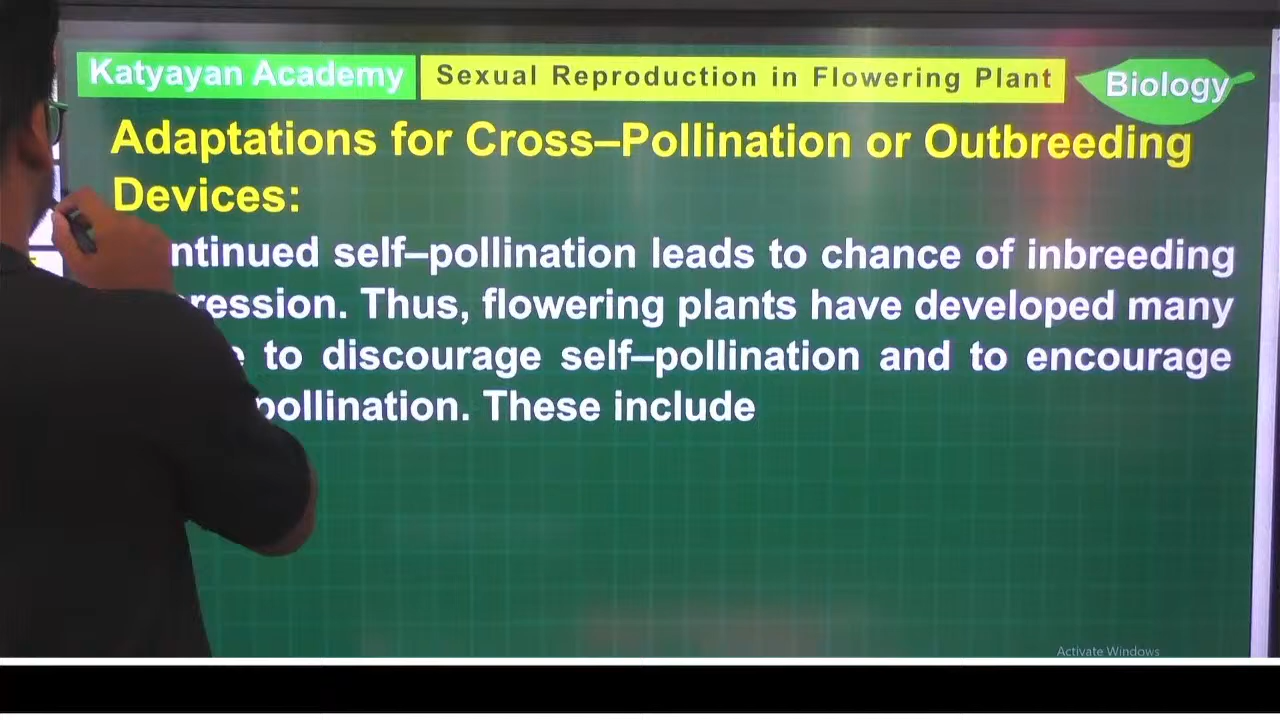 Katyayan Academy
Sexual Reproduction in Flowering Plant
Biology
Adaptations for Cross–Pollination or Outbreeding
Devices:
ntinued self–pollination leads to chance of inbreeding
ression. Thus, flowering plants have developed many
to discourage self–pollination and to encourage
pollination. These include
Activate Windows